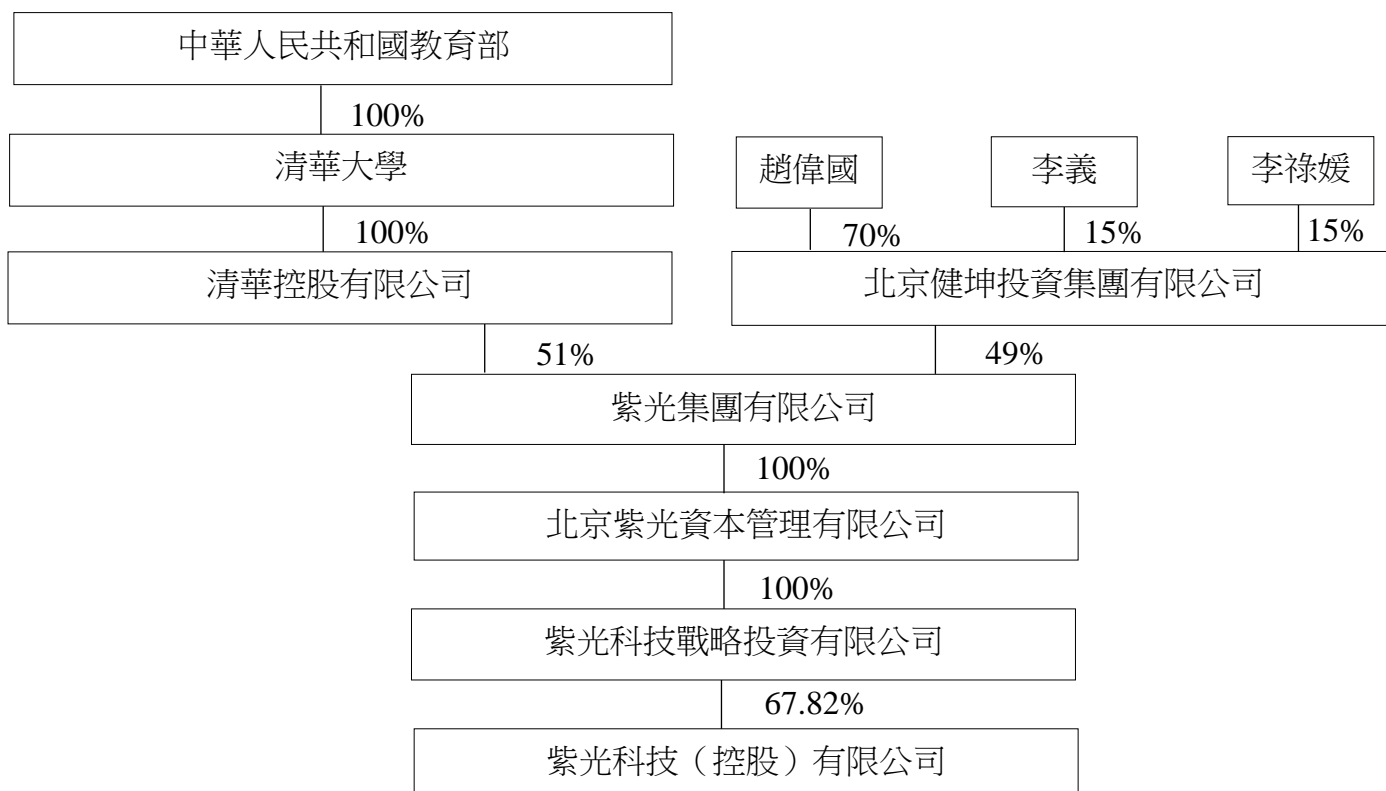 中華人民共和國教育部
100%
清華大學
趙偉國
李義
李祿媛
100%
70%
15%
15%
清華控股有限公司
北京健坤投資集團有限公司
51%
49%
紫光集團有限公司
100%
北京紫光資本管理有限公司
100%
紫光科技戰略投資有限公司
67.82%
紫光科技（控股）有限公司